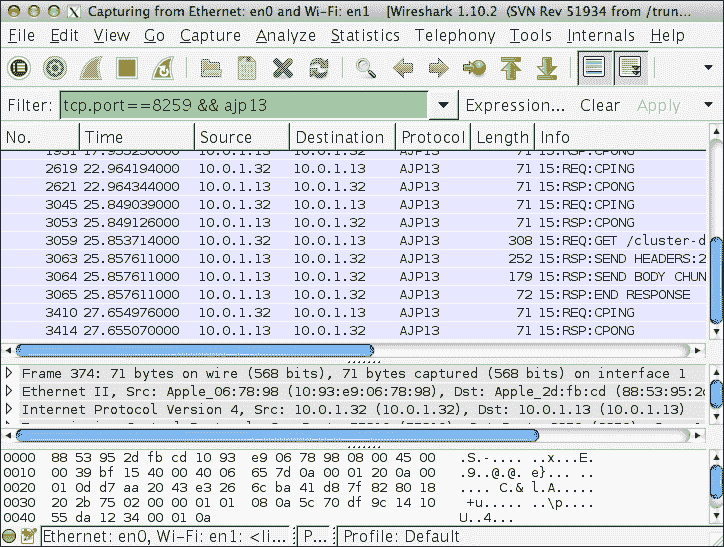 Capturing from Ethernet: en0 and Wi-Fi: en1 [Wireshark 1.10.2 (SVN Rev 51934 from /trun...
File Edit View Go Capture Analyze Statistics Telephony Tools Internals Help
Filter: tcp.port==8259 && ajp13 Expression... Clear Apply
No. Time Source Destination Protocol Length Info
1931 17.955250000 10.0.1.13 10.0.1.32 AJP13 71 15:RSP:CPONG
2619 22.964194000 10.0.1.32 10.0.1.13 AJP13 71 15:REQ:CPING
2621 22.964344000 10.0.1.13 10.0.1.32 AJP13 71 15:RSP:CPONG
3045 25.849039000 10.0.1.32 10.0.1.13 AJP13 71 15:REQ:CPING
3053 25.849126000 10.0.1.13 10.0.1.32 AJP13 71 15:RSP:CPONG
3059 25.853714000 10.0.1.32 10.0.1.13 AJP13 308 15:REQ:GET /cluster-d
3063 25.857611000 10.0.1.13 10.0.1.32 AJP13 252 15:RSP:SEND HEADERS:2
3064 25.857611000 10.0.1.13 10.0.1.32 AJP13 179 15:RSP:SEND BODY CHUN
3065 25.857611000 10.0.1.13 10.0.1.32 AJP13 72 15:RSP:END RESPONSE
3410 27.654976000 10.0.1.32 10.0.1.13 AJP13 71 15:REQ:CPING
3414 27.655070000 10.0.1.13 10.0.1.32 AJP13 71 15:RSP:CPONG
Frame 374: 71 bytes on wire (568 bits), 71 bytes captured (568 bits) on interface 1
Ethernet II, Src: Apple_06:78:98 (10:93:e9:06:78:98), Dst: Apple_2d:fb:cd (88:53:95:2d
Internet Protocol Version 4, Src: 10.0.1.32 (10.0.1.32), Dst: 10.0.1.13 (10.0.1.13)
0000 88 53 95 2d fb cd 10 93 e9 06 78 98 08 00 45 00 .S.-.... ..x...E.
0010 00 39 bf 15 40 00 40 06 65 7d 0a 00 01 20 0a 00 .9..@.@. e}... ..
0020 01 0d d7 aa 20 43 e3 26 6c ba 41 d8 7f 82 80 18 .... C.& l.A.....
0030 20 2b 75 02 00 00 01 01 08 0a 5c 70 df 9c 14 10 +u..... ..\p....
0040 55 da 12 34 00 01 0a U..4...
Ethernet: en0, Wi-Fi: en1: <li... P... Profile: Default